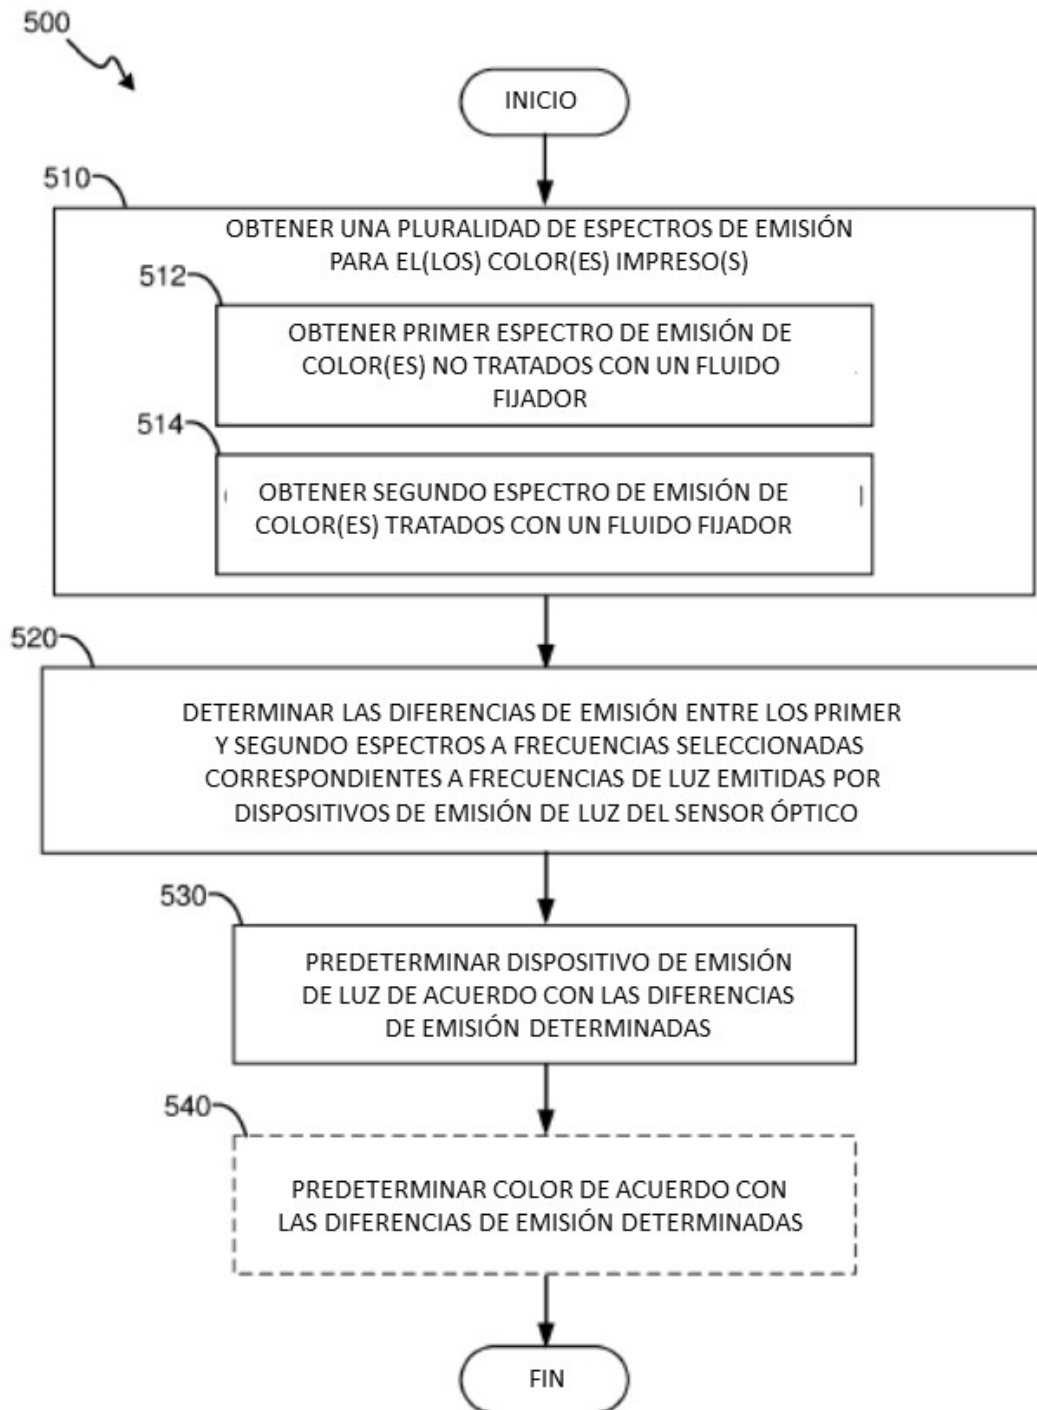 500
INICIO
510
OBTENER UNA PLURALIDAD DE ESPECTROS DE EMISIÓN
PARA EL(LOS) COLOR(ES) IMPRESO(S)
512
OBTENER PRIMER ESPECTRO DE EMISIÓN DE
COLOR(ES) NO TRATADOS CON UN FLUIDO
FIJADOR
514
OBTENER SEGUNDO ESPECTRO DE EMISIÓN DE
COLOR(ES) TRATADOS CON UN FLUIDO FIJADOR
520
DETERMINAR LAS DIFERENCIAS DE EMISIÓN ENTRE LOS PRIMER
Y SEGUNDO ESPECTROS A FRECUENCIAS SELECCIONADAS
CORRESPONDIENTES A FRECUENCIAS DE LUZ EMITIDAS POR
DISPOSITIVOS DE EMISIÓN DE LUZ DEL SENSOR ÓPTICO
530
PREDETERMINAR DISPOSITIVO DE EMISIÓN
DE LUZ DE ACUERDO CON LAS DIFERENCIAS
DE EMISIÓN DETERMINADAS
540
PREDETERMINAR COLOR DE ACUERDO CON
LAS DIFERENCIAS DE EMISIÓN DETERMINADAS
FIN